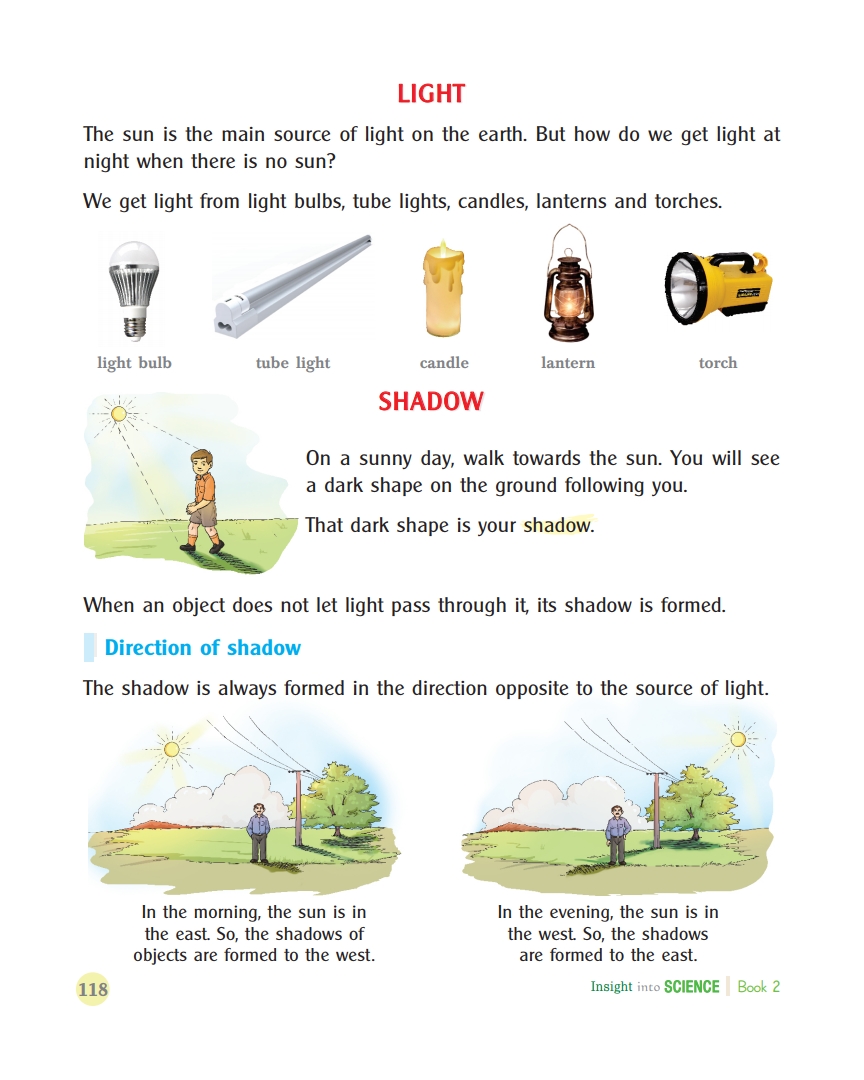 LIGHT
The sun is the main source of light on the earth. But how do we get light at
night when there is no sun?
We get light from light bulbs, tube lights, candles, lanterns and torches.
light bulb
tube light
candle
lantern
torch
SHADOW
On a sunny day, walk towards the sun. You will see
a dark shape on the ground following you.
That dark shape is your shadow.
When an object does not let light pass through it, its shadow is formed.
Direction of shadow
The shadow is always formed in the direction opposite to the source of light.
In the morning, the sun is in
the east. So, the shadows of
objects are formed to the west.
In the evening, the sun is in
the west. So, the shadows
are formed to the east.
118
Insight into SCIENCE Book 2